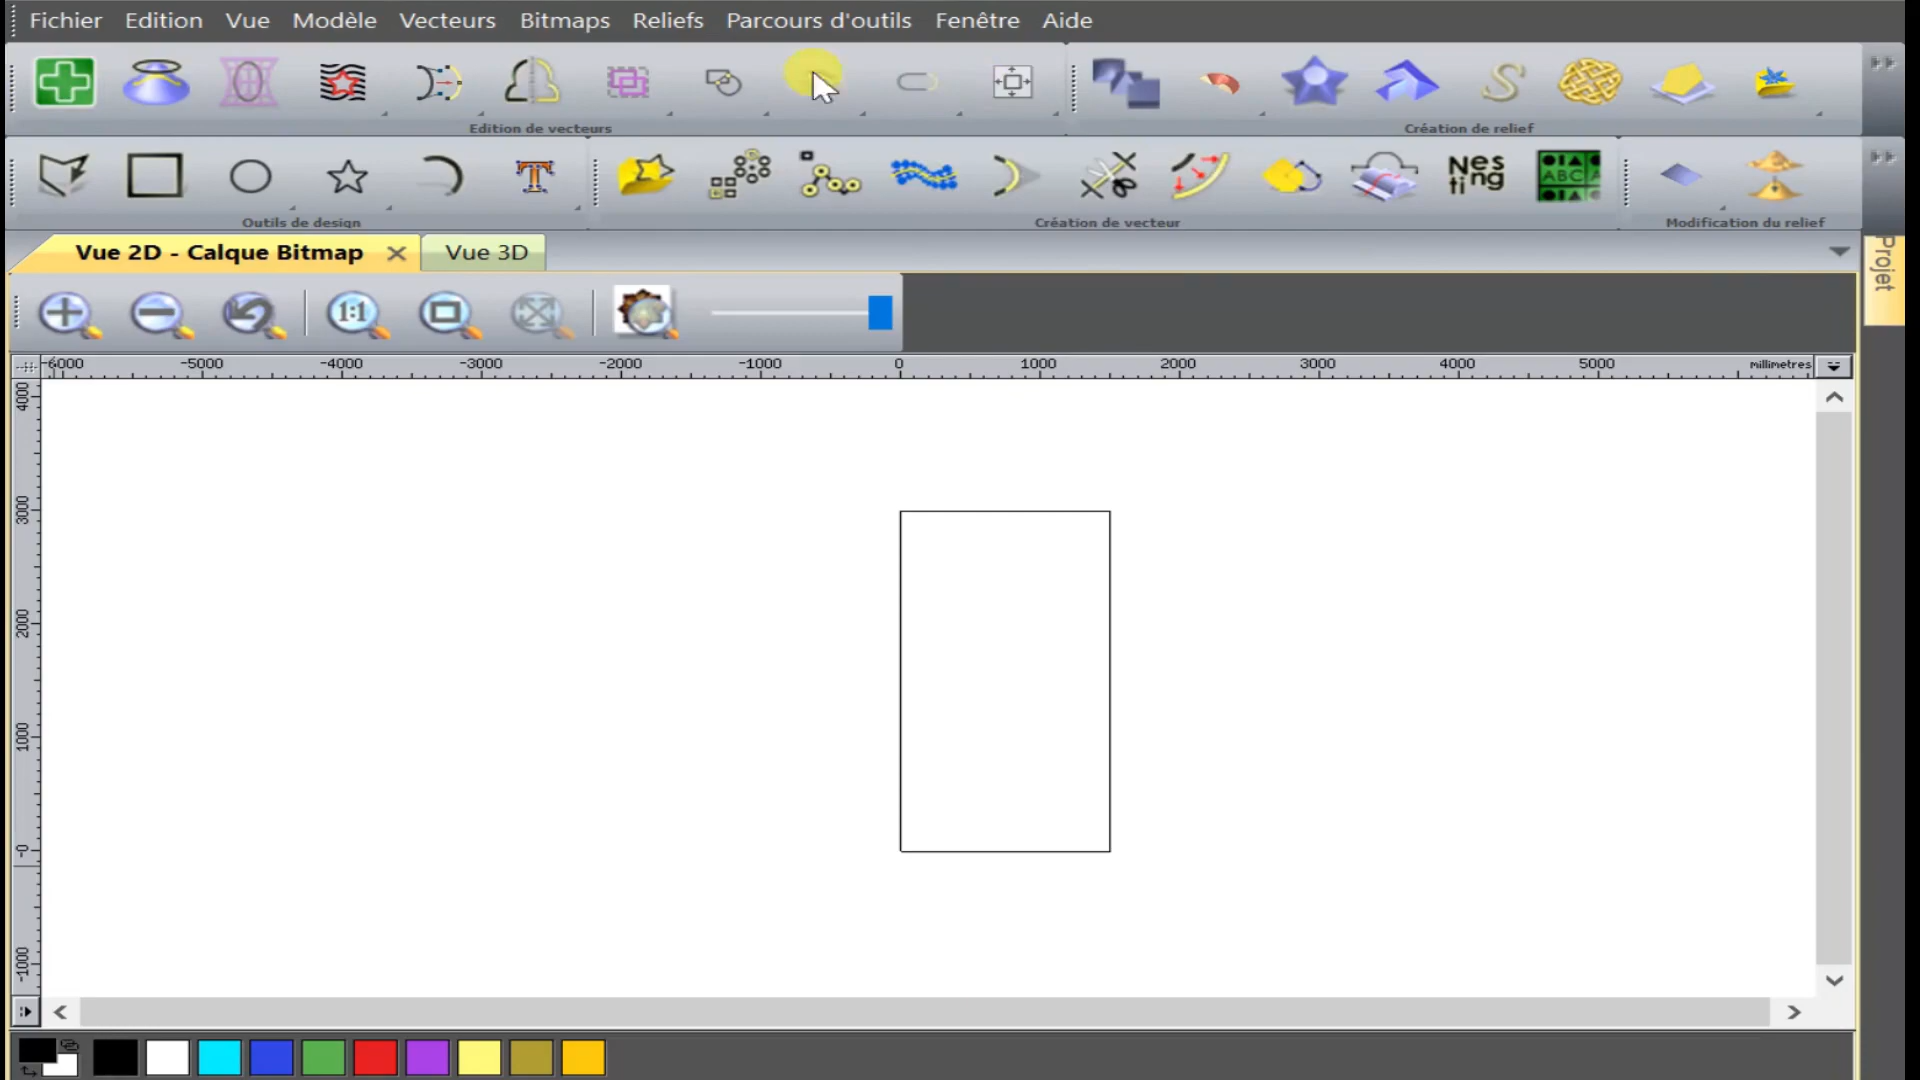 Fichier Edition Vue Modèle Vecteurs Bitmaps Reliefs Parcours d'outils Fenêtre Aide
Edition de vecteurs Création de relief
T Nes ting ABC
Outils de design Création de vecteur Modification du relief
Vue 2D - Calque Bitmap Vue 3D
Projet
1:1
-6000 -5000 -4000 -3000 -2000 -1000 0 1000 2000 3000 4000 5000 millimetres
4000
3000
2000
1000
-0
-1000